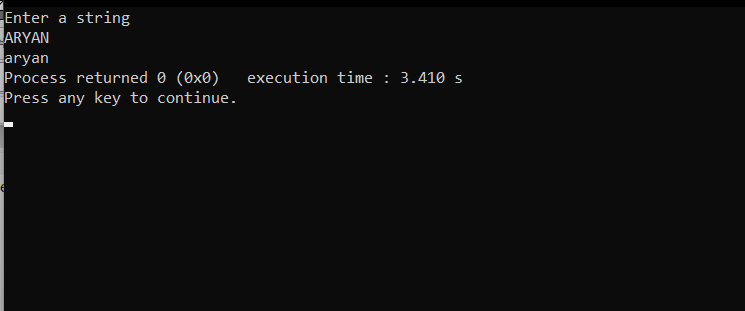 Enter a string
ARYAN
aryan
Process returned 0 (0x0)   execution time : 3.410 s
Press any key to continue.